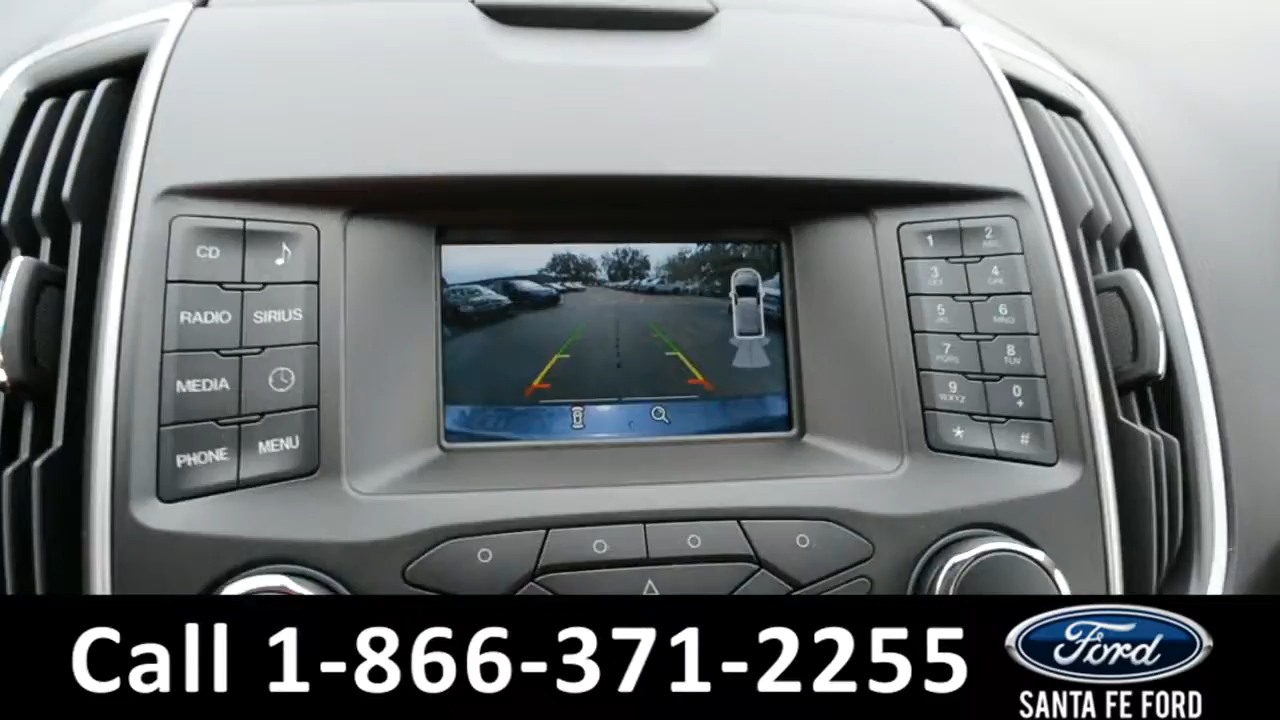 CD
RADIO SIRIUS
MEDIA
PHONE MENU
1 2 ABC
3 DEF 4 GHI
5 JKL 6 MNO
7 PQRS 8 TUV
9 WXYZ 0 +
* #
Call 1-866-371-2255
Ford
SANTA FE FORD